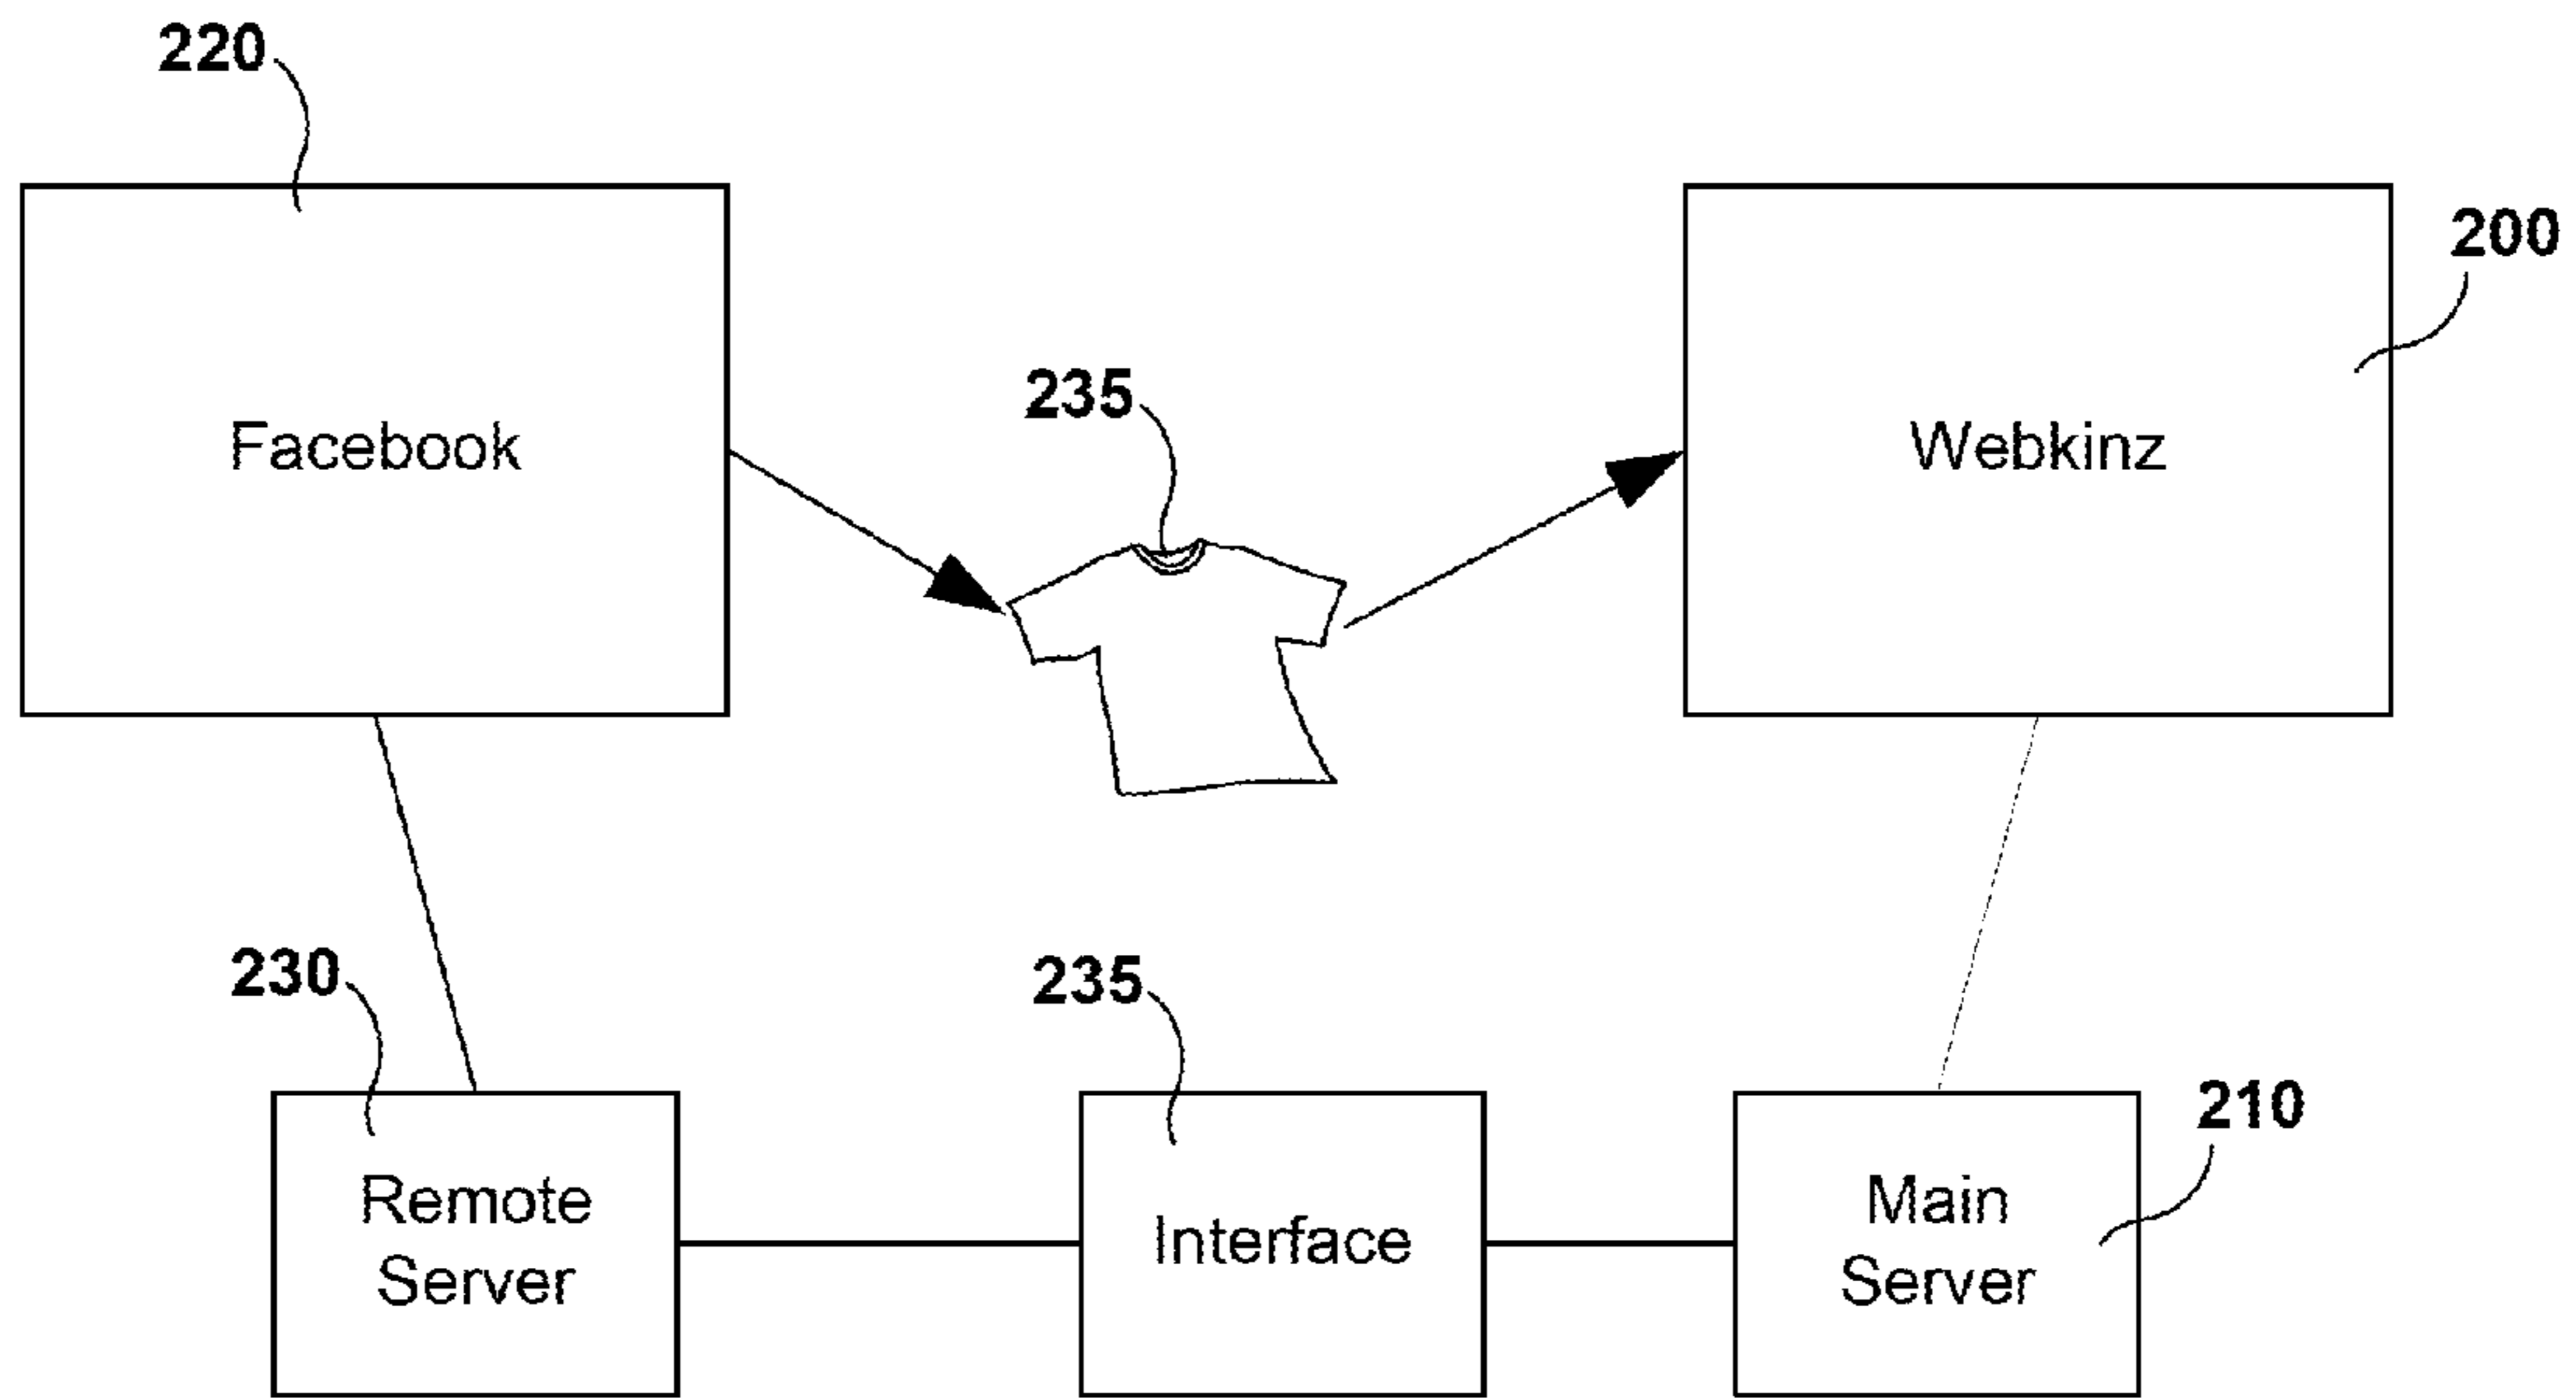 220
200
235
Facebook
Webkinz
230
235
210
Remote
Server
Interface
Main
Server